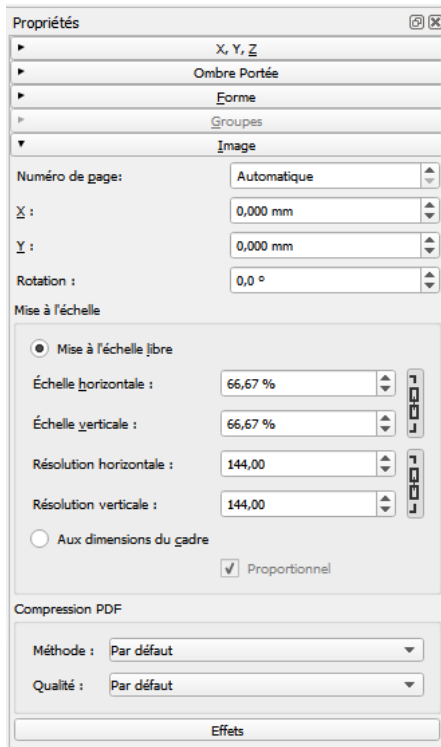 Propriétés
X, Y, Z
Ombre Portée
Forme
Groupes
Image
Numéro de page: Automatique
X : 0,000 mm
Y : 0,000 mm
Rotation : 0,0 °
Mise à l'échelle
Mise à l'échelle libre
Échelle horizontale : 66,67 %
Échelle verticale : 66,67 %
Résolution horizontale : 144,00
Résolution verticale : 144,00
Aux dimensions du cadre
Proportionnel
Compression PDF
Méthode : Par défaut
Qualité : Par défaut
Effets